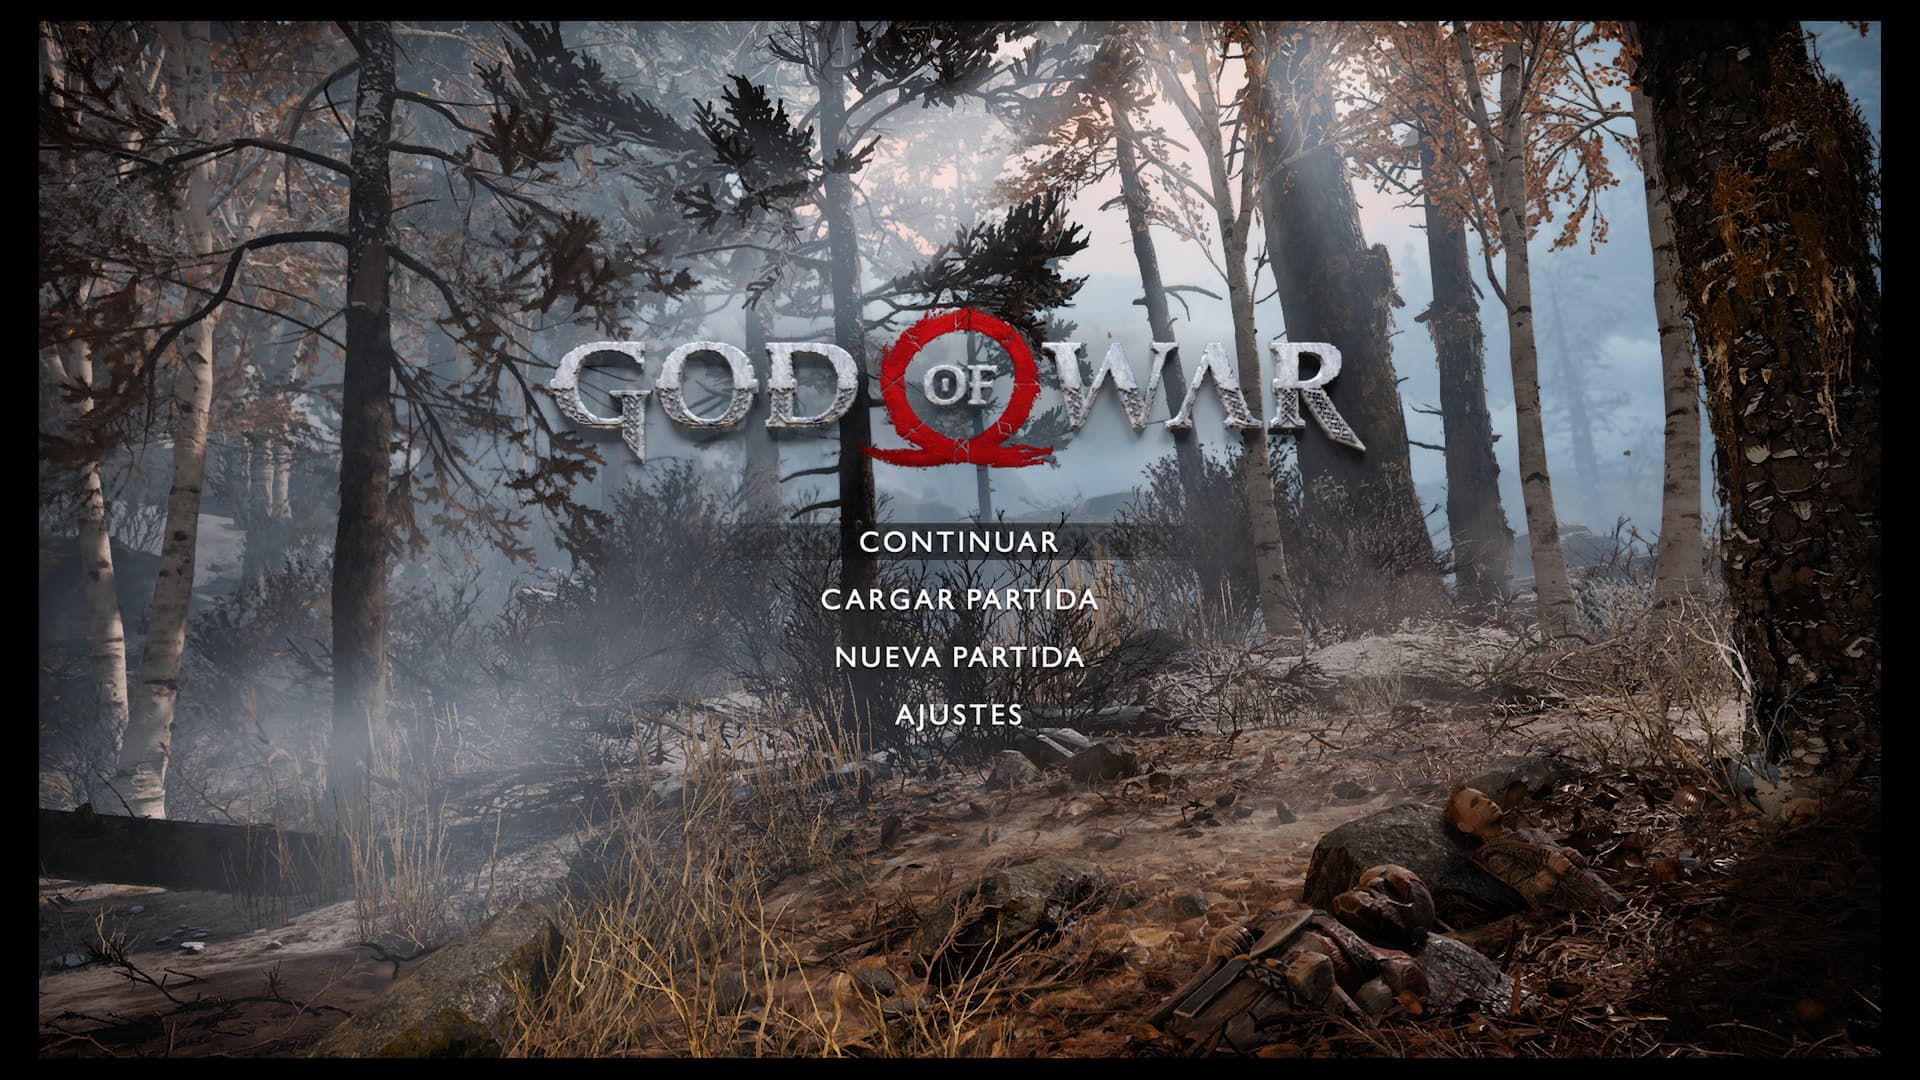 GOD OF WAR
CONTINUAR
CARGAR PARTIDA
NUEVA PARTIDA
AJUSTES